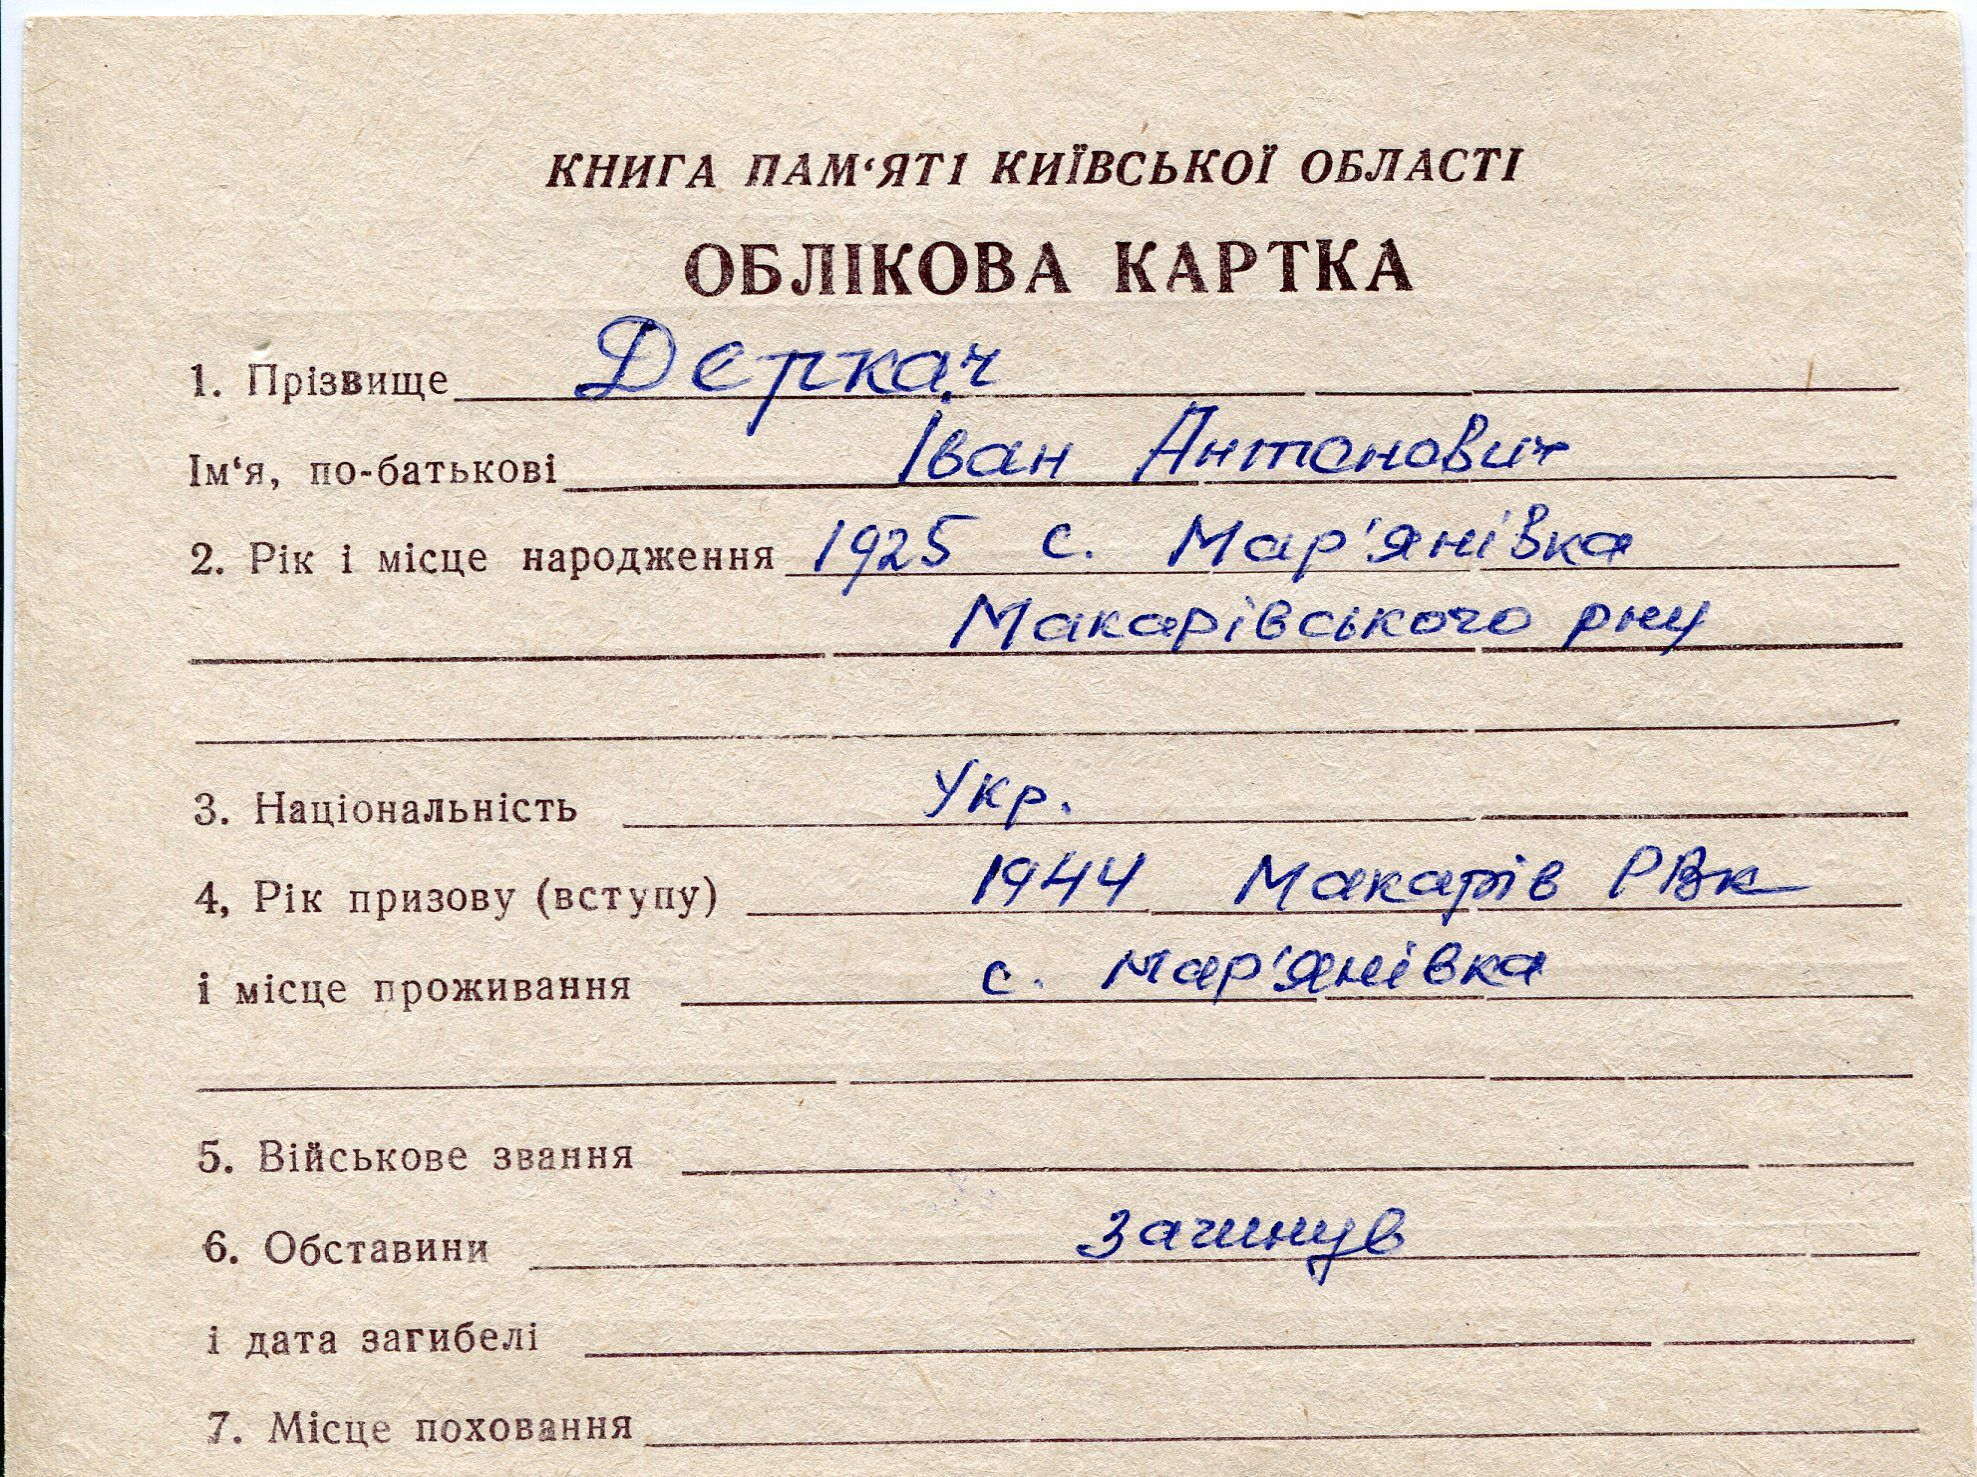 КНИГА ПАМ‘ЯТІ КИЇВСЬКОЇ ОБЛАСТІ
ОБЛІКОВА КАРТКА
1. Прізвище Деркач
Ім‘я, по-батькові Іван Антонович
2. Рік і місце народження 1925 с. Мар'янівка
Макарівського рну
3. Національність Укр.
4, Рік призову (вступу) 1944 Макарів РВк
і місце проживання с. Мар'янівка
5. Військове звання
6. Обставини загинув
і дата загибелі
7. Місце поховання